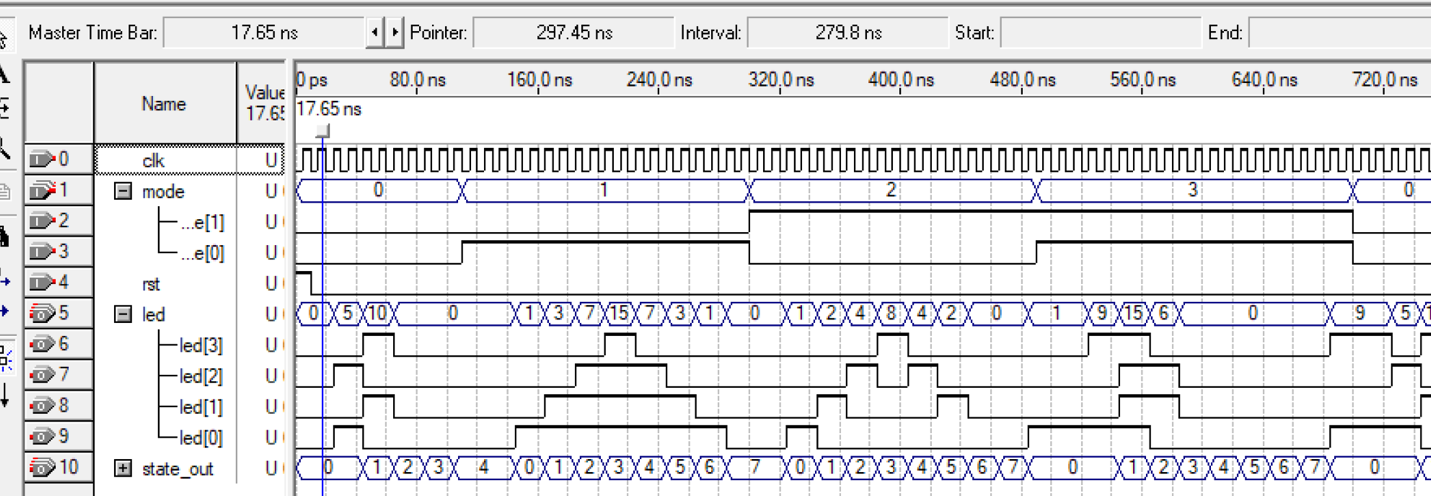 Master Time Bar: 17.65 ns Pointer: 297.45 ns Interval: 279.8 ns Start: End:
Name Value 17.65
0 ps 80.0 ns 160.0 ns 240.0 ns 320.0 ns 400.0 ns 480.0 ns 560.0 ns 640.0 ns 720.0 ns
17.65 ns
0 clk U
1 mode U 0 1 2 3 0
2 ...e[1] U
3 ...e[0] U
4 rst U
5 led U 0 5 10 0 1 3 7 15 7 3 1 0 1 2 4 8 4 2 0 1 9 15 6 0 9 5 1
6 led[3] U
7 led[2] U
8 led[1] U
9 led[0] U
10 state_out U 0 1 2 3 4 0 1 2 3 4 5 6 7 0 1 2 3 4 5 6 7 0 1 2 3 4 5 6 7 0